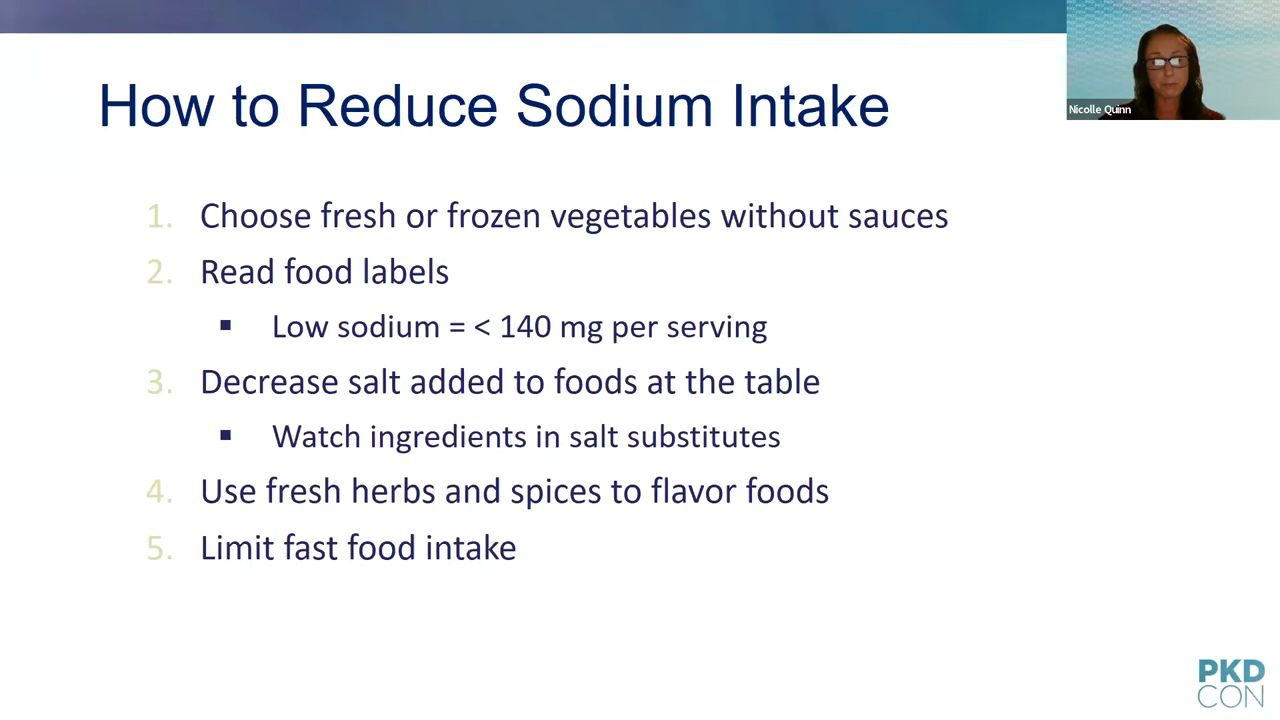 How to Reduce Sodium Intake
Nicolle Quinn
1. Choose fresh or frozen vegetables without sauces
2. Read food labels
▪ Low sodium = < 140 mg per serving
3. Decrease salt added to foods at the table
▪ Watch ingredients in salt substitutes
4. Use fresh herbs and spices to flavor foods
5. Limit fast food intake
PKD
CON